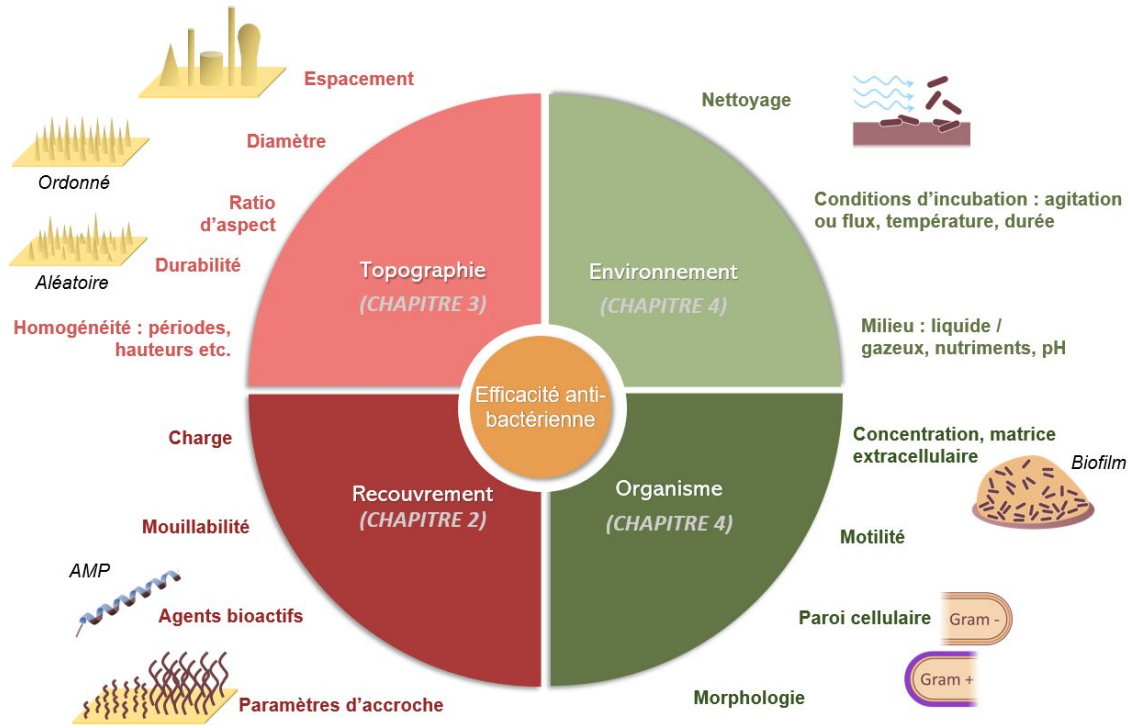 Espacement
Diamètre
Ordonné
Ratio
d'aspect
Durabilité
Aléatoire
Homogénéité : périodes,
hauteurs etc.
Topographie
(CHAPITRE 3)
Nettoyage
Conditions d'incubation : agitation
ou flux, température, durée
Environnement
(CHAPITRE 4)
Milieu : liquide /
gazeux, nutriments, pH
Efficacité anti-
bactérienne
Charge
Mouillabilité
AMP
Agents bioactifs
Paramètres d'accroche
Recouvrement
(CHAPITRE 2)
Organisme
(CHAPITRE 4)
Concentration, matrice
extracellulaire
Biofilm
Motilité
Paroi cellulaire
Gram -
Gram +
Morphologie